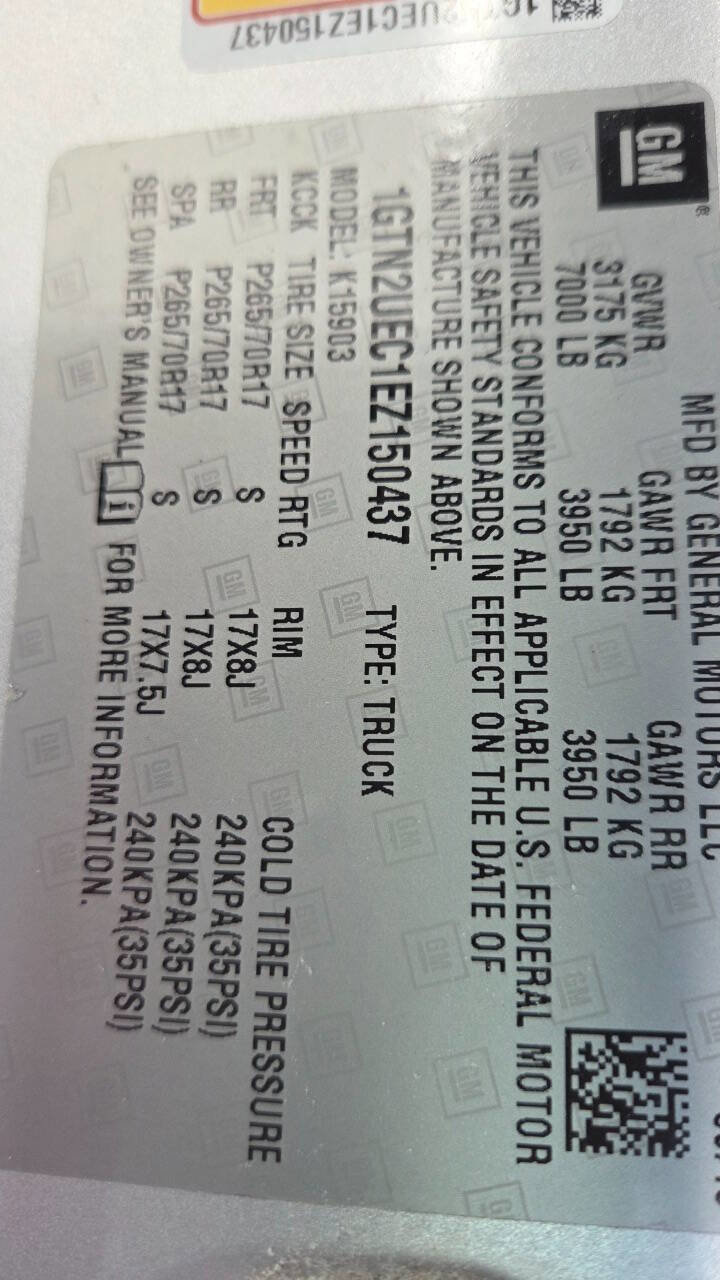 1GT 2UEC1EZ150437
MFD BY GENERAL MOTORS LLC
GM
GVWR GAWR FRT GAWR RR
3175 KG 1792 KG 1792 KG
7000 LB 3950 LB 3950 LB
THIS VEHICLE CONFORMS TO ALL APPLICABLE U.S. FEDERAL MOTOR
VEHICLE SAFETY STANDARDS IN EFFECT ON THE DATE OF
MANUFACTURE SHOWN ABOVE.
1GTN2UEC1EZ150437 TYPE: TRUCK
MODEL: K15903
KCCK TIRE SIZE SPEED RTG RIM COLD TIRE PRESSURE
FRT P265/70R17 S 17X8J 240KPA(35PSI)
RR P265/70R17 S 17X8J 240KPA(35PSI)
SPA P265/70R17 S 17X7.5J 240KPA(35PSI)
SEE OWNER'S MANUAL i FOR MORE INFORMATION.